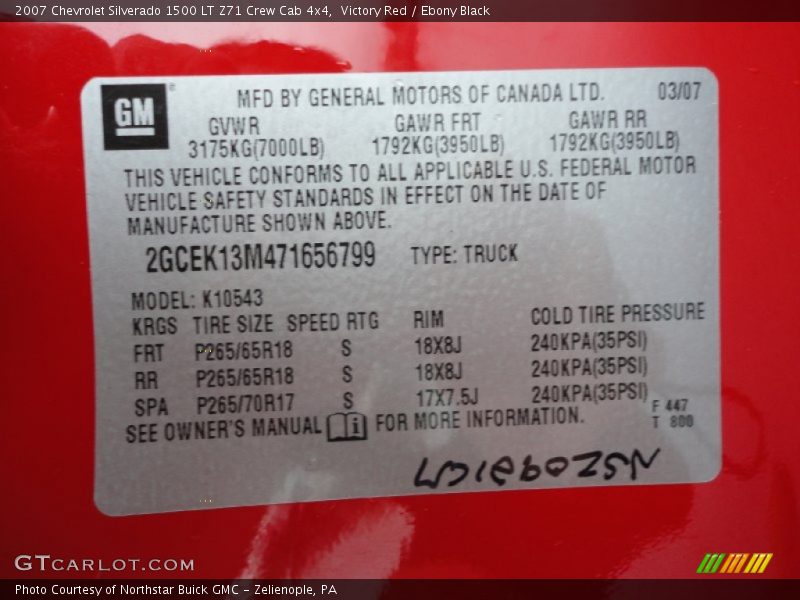 2007 Chevrolet Silverado 1500 LT Z71 Crew Cab 4x4, Victory Red / Ebony Black
GM
MFD BY GENERAL MOTORS OF CANADA LTD. 03/07
GVWR GAWR FRT GAWR RR
3175KG(7000LB) 1792KG(3950LB) 1792KG(3950LB)
THIS VEHICLE CONFORMS TO ALL APPLICABLE U.S. FEDERAL MOTOR
VEHICLE SAFETY STANDARDS IN EFFECT ON THE DATE OF
MANUFACTURE SHOWN ABOVE.
2GCEK13M471656799 TYPE: TRUCK
MODEL: K10543
KRGS TIRE SIZE SPEED RTG RIM COLD TIRE PRESSURE
FRT P265/65R18 S 18X8J 240KPA(35PSI)
RR P265/65R18 S 18X8J 240KPA(35PSI)
SPA P265/70R17 S 17X7.5J 240KPA(35PSI)
F 447
T 800
SEE OWNER'S MANUAL FOR MORE INFORMATION.
GTCARLOT.COM
Photo Courtesy of Northstar Buick GMC – Zelienople, PA